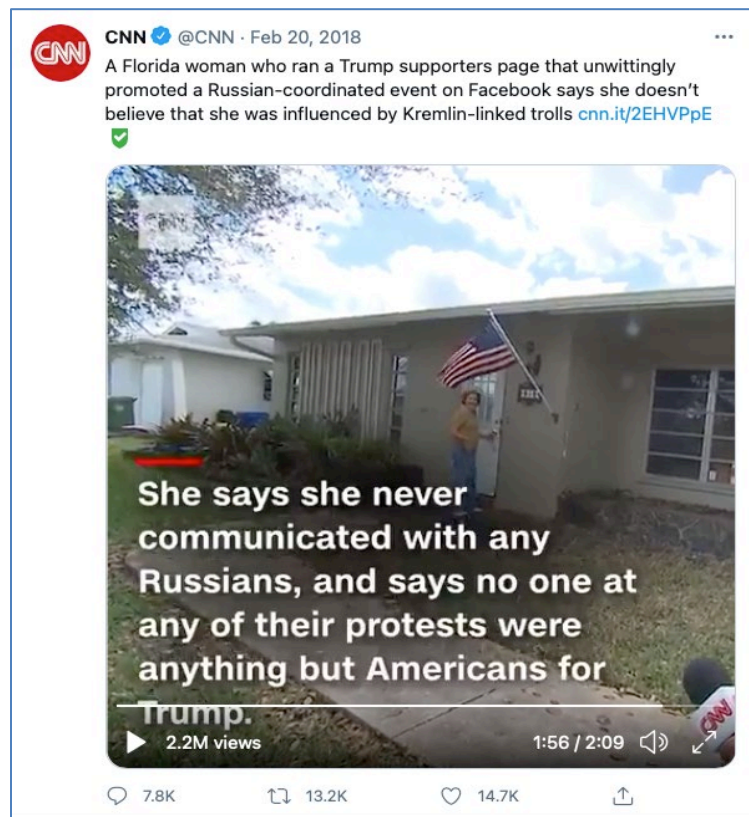 CNN @CNN · Feb 20, 2018
A Florida woman who ran a Trump supporters page that unwittingly
promoted a Russian-coordinated event on Facebook says she doesn't
believe that she was influenced by Kremlin-linked trolls cnn.it/2EHVPpE
CNN
She says she never
communicated with any
Russians, and says no one at
any of their protests were
anything but Americans for
Trump.
CNN
2.2M views
1:56 / 2:09
7.8K
13.2K
14.7K